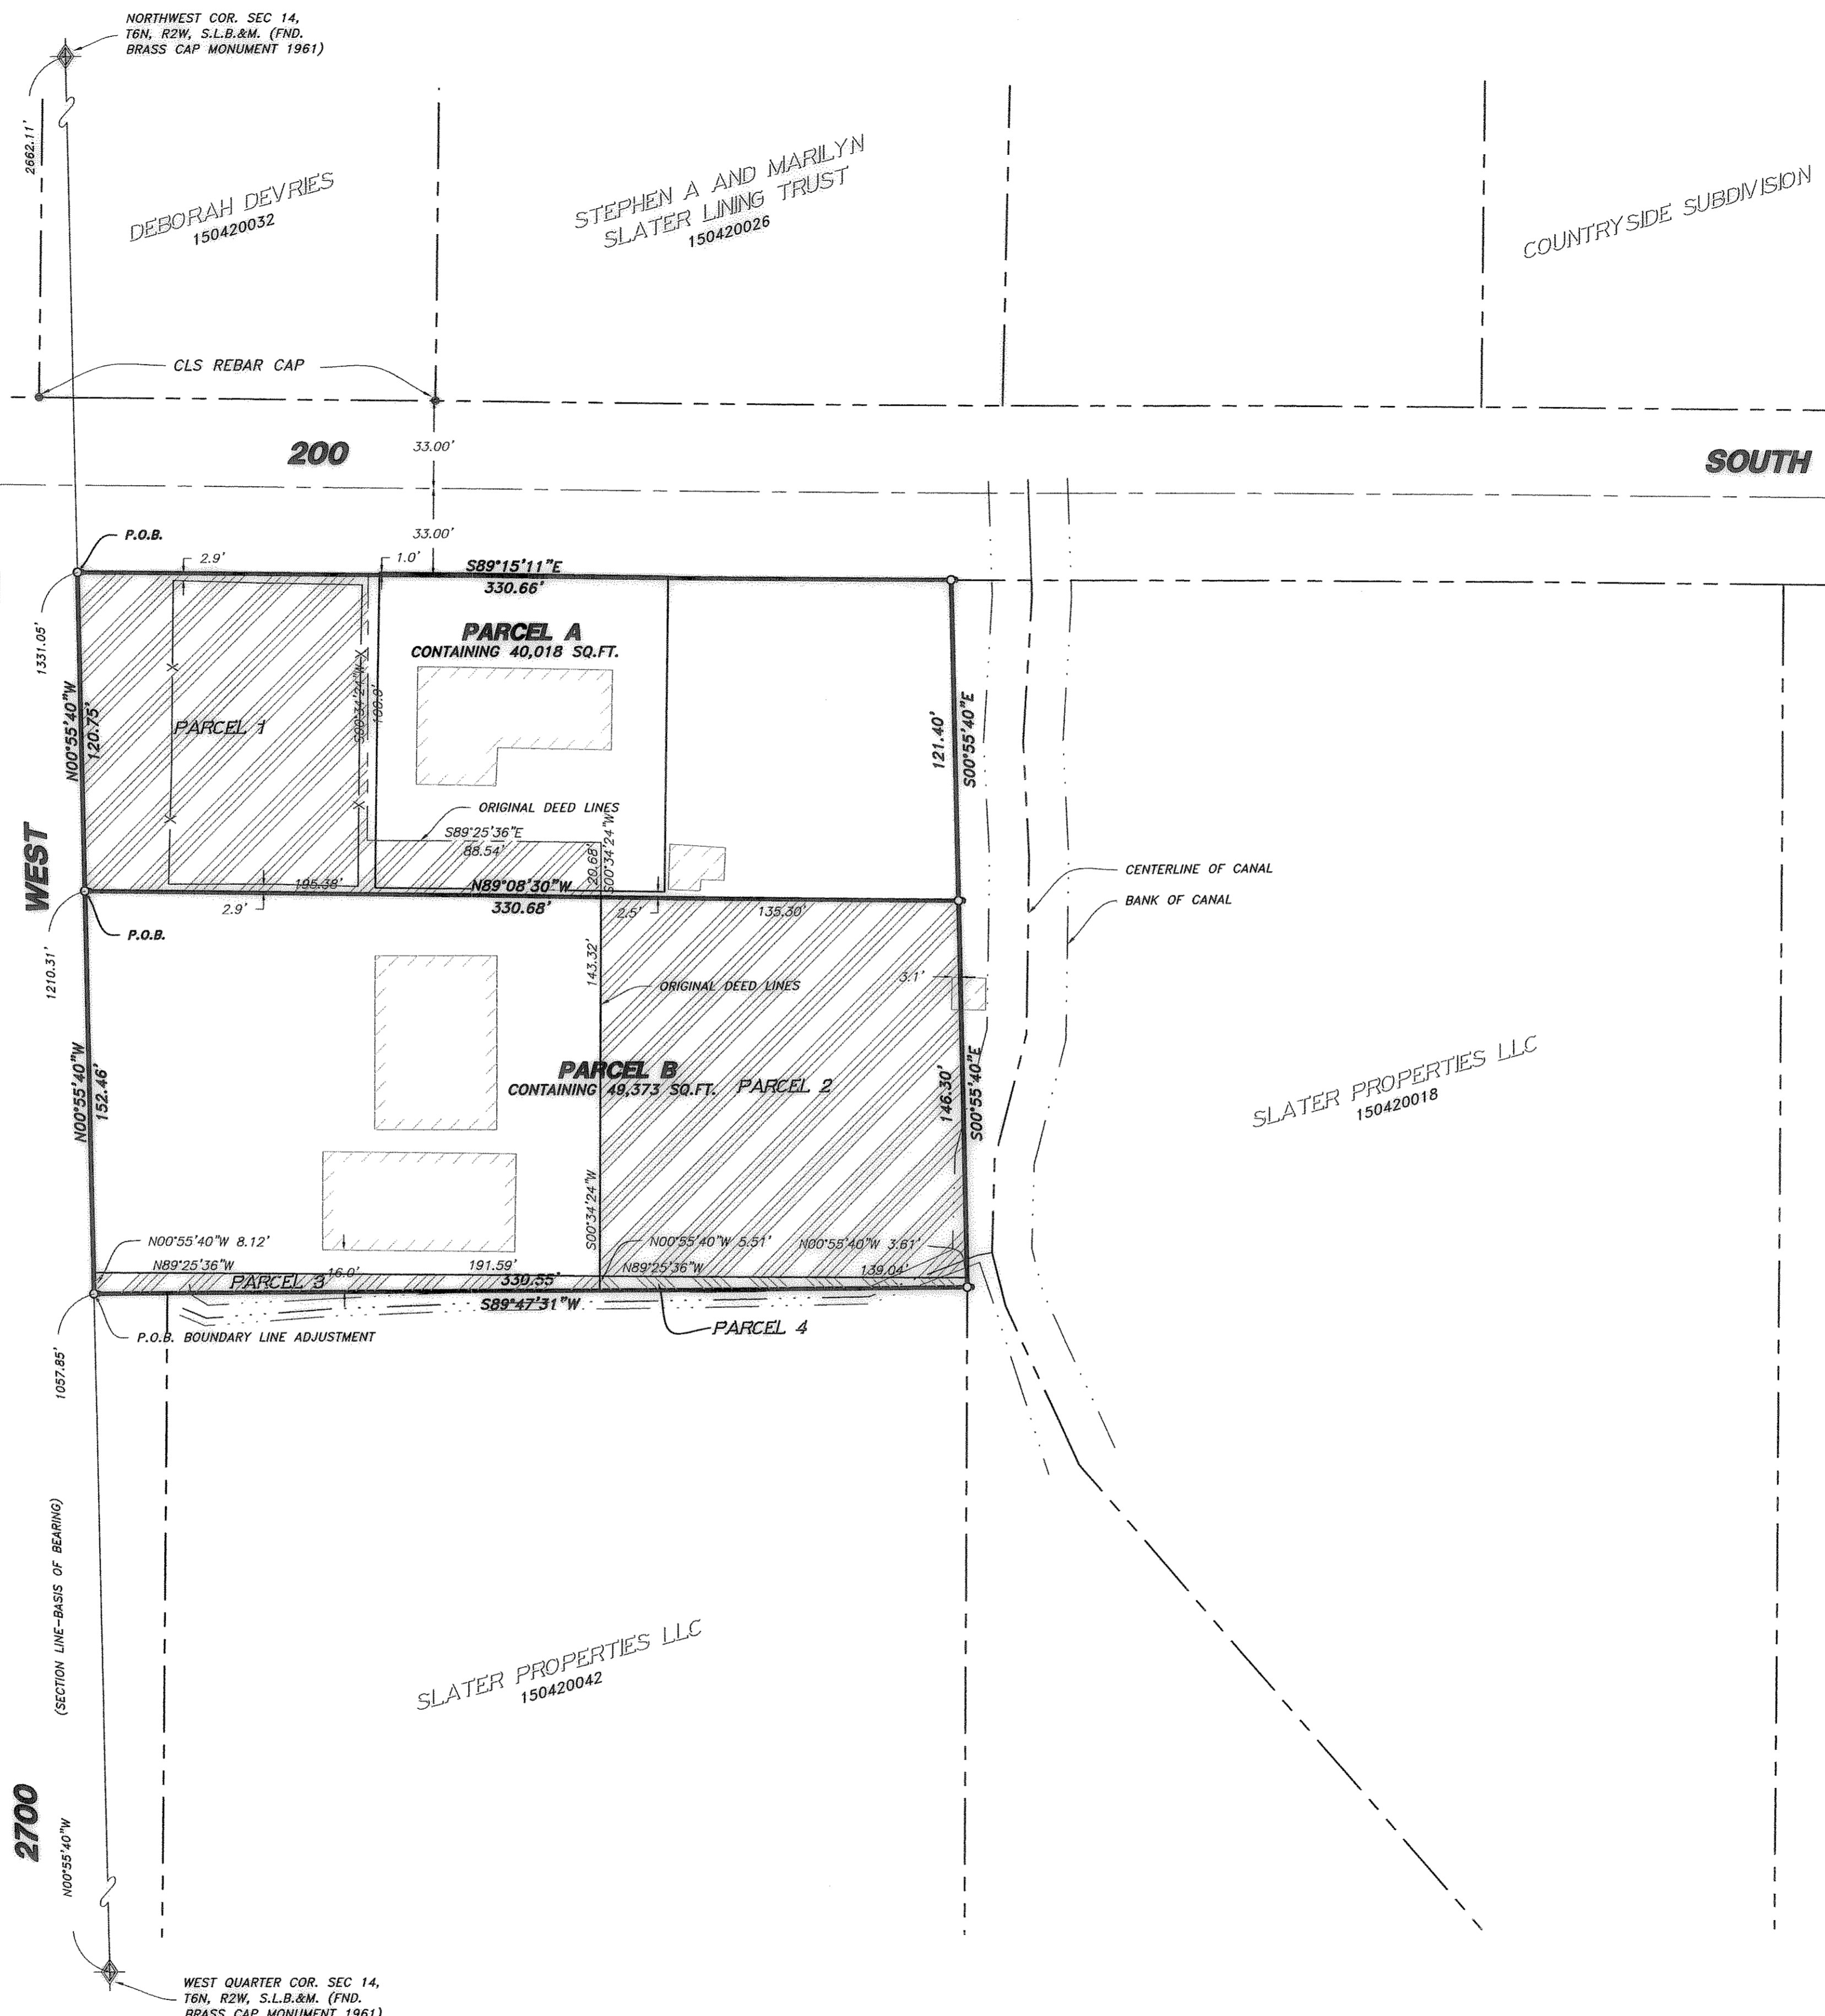 NORTHWEST COR. SEC 14,
T6N, R2W, S.L.B.&M. (FND.
BRASS CAP MONUMENT 1961)
2662.11'
DEBORAH DEVRIES
150420032
STEPHEN A AND MARILYN
SLATER LINING TRUST
150420026
COUNTRYSIDE SUBDIVISION
CLS REBAR CAP
33.00'
200
SOUTH
33.00'
P.O.B.
2.9'
1.0'
S89°15'11"E
330.66'
1331.05'
PARCEL A
CONTAINING 40,018 SQ.FT.
N00°55'40"W
120.75'
PARCEL 1
S00°34'24"W
100.0'
121.40'
S00°55'40"E
ORIGINAL DEED LINES
S89°25'36"E
88.54'
20.68'
S00°34'24"W
WEST
CENTERLINE OF CANAL
BANK OF CANAL
195.38'
N89°08'30"W
330.68'
2.9'
2.5'
135.30'
P.O.B.
1210.31'
143.32'
ORIGINAL DEED LINES
3.1'
N00°55'40"W
152.46'
PARCEL B
CONTAINING 49,373 SQ.FT.
PARCEL 2
146.30'
S00°55'40"E
SLATER PROPERTIES LLC
150420018
S00°34'24"W
N00°55'40"W 8.12'
N00°55'40"W 5.51'
N00°55'40"W 3.61'
N89°25'36"W
16.0'
191.59'
N89°25'36"W
139.04'
PARCEL 3
330.55'
S89°47'31"W
PARCEL 4
P.O.B. BOUNDARY LINE ADJUSTMENT
1057.85'
(SECTION LINE-BASIS OF BEARING)
SLATER PROPERTIES LLC
150420042
2700
N00°55'40"W
WEST QUARTER COR. SEC 14,
T6N, R2W, S.L.B.&M. (FND.
BRASS CAP MONUMENT 1961)